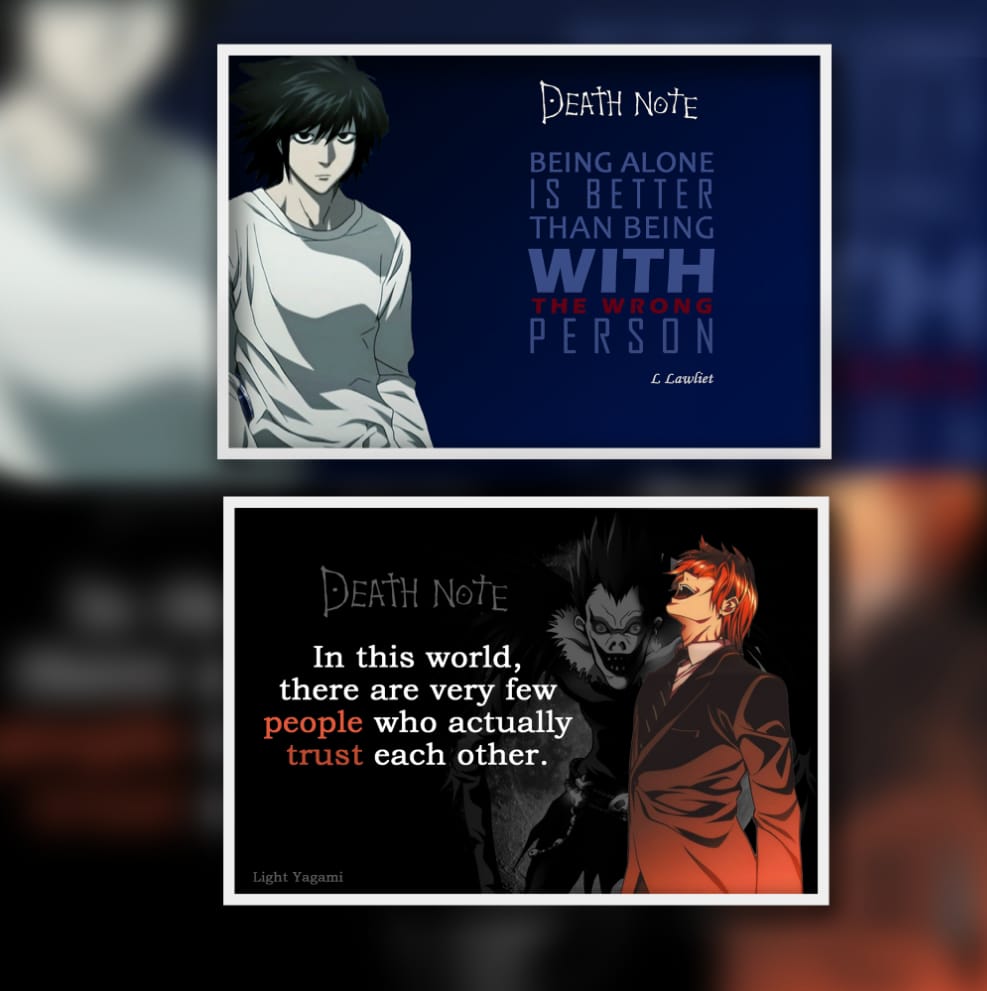 DEATH NOTE
BEING ALONE
IS BETTER
THAN BEING
WITH
THE WRONG
PERSON
L Lawliet
DEATH NOTE
In this world,
there are very few
people who actually
trust each other.
Light Yagami